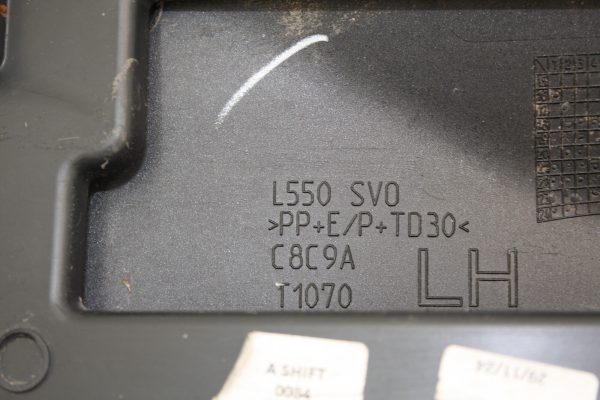 L550 SVO
>PP+E/P+TD30<
C8C9A
T1070
LH
A SHIFT
0084
29/11/24